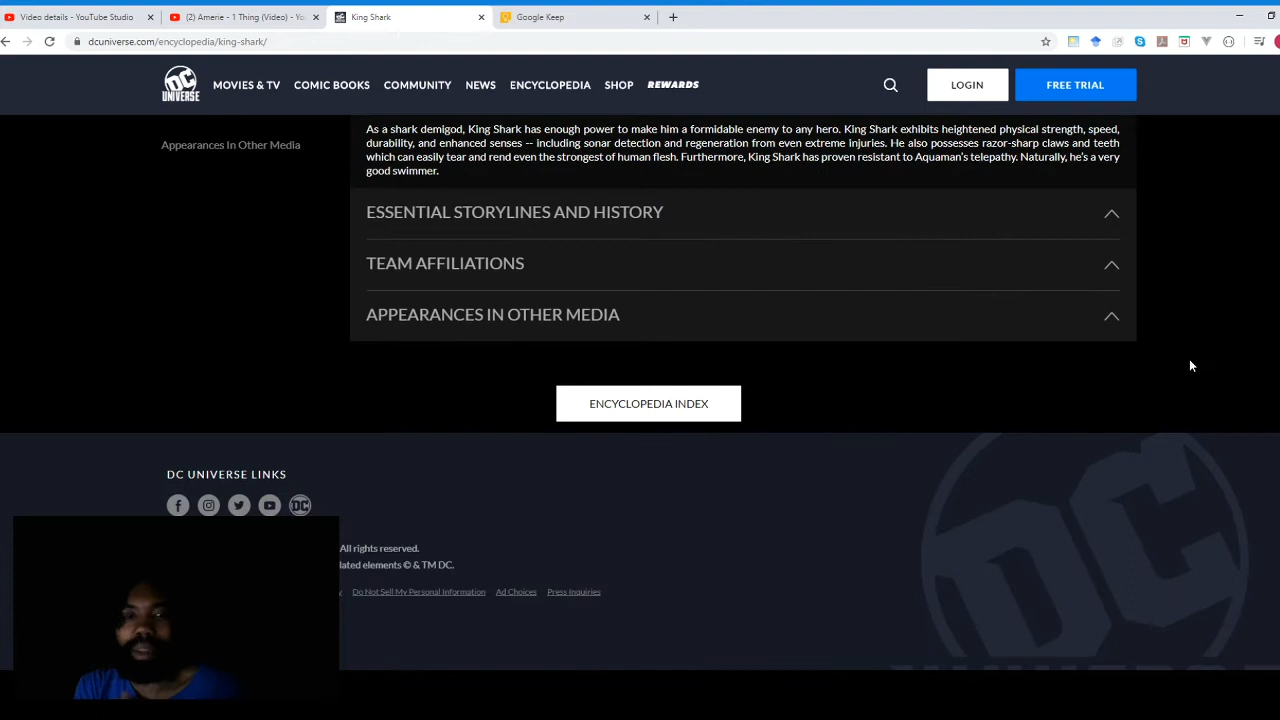 Video details - YouTube Studio
(2) Amerie - 1 Thing (Video) - Yo
King Shark
Google Keep
dcuniverse.com/encyclopedia/king-shark/
DC
UNIVERSE
MOVIES & TV
COMIC BOOKS
COMMUNITY
NEWS
ENCYCLOPEDIA
SHOP
REWARDS
LOGIN
FREE TRIAL
Appearances In Other Media
As a shark demigod, King Shark has enough power to make him a formidable enemy to any hero. King Shark exhibits heightened physical strength, speed,
durability, and enhanced senses -- including sonar detection and regeneration from even extreme injuries. He also possesses razor-sharp claws and teeth
which can easily tear and rend even the strongest of human flesh. Furthermore, King Shark has proven resistant to Aquaman's telepathy. Naturally, he's a very
good swimmer.
ESSENTIAL STORYLINES AND HISTORY
TEAM AFFILIATIONS
APPEARANCES IN OTHER MEDIA
ENCYCLOPEDIA INDEX
DC UNIVERSE LINKS
DC
All rights reserved.
lated elements © & TM DC.
y Do Not Sell My Personal Information Ad Choices Press Inquiries
DC